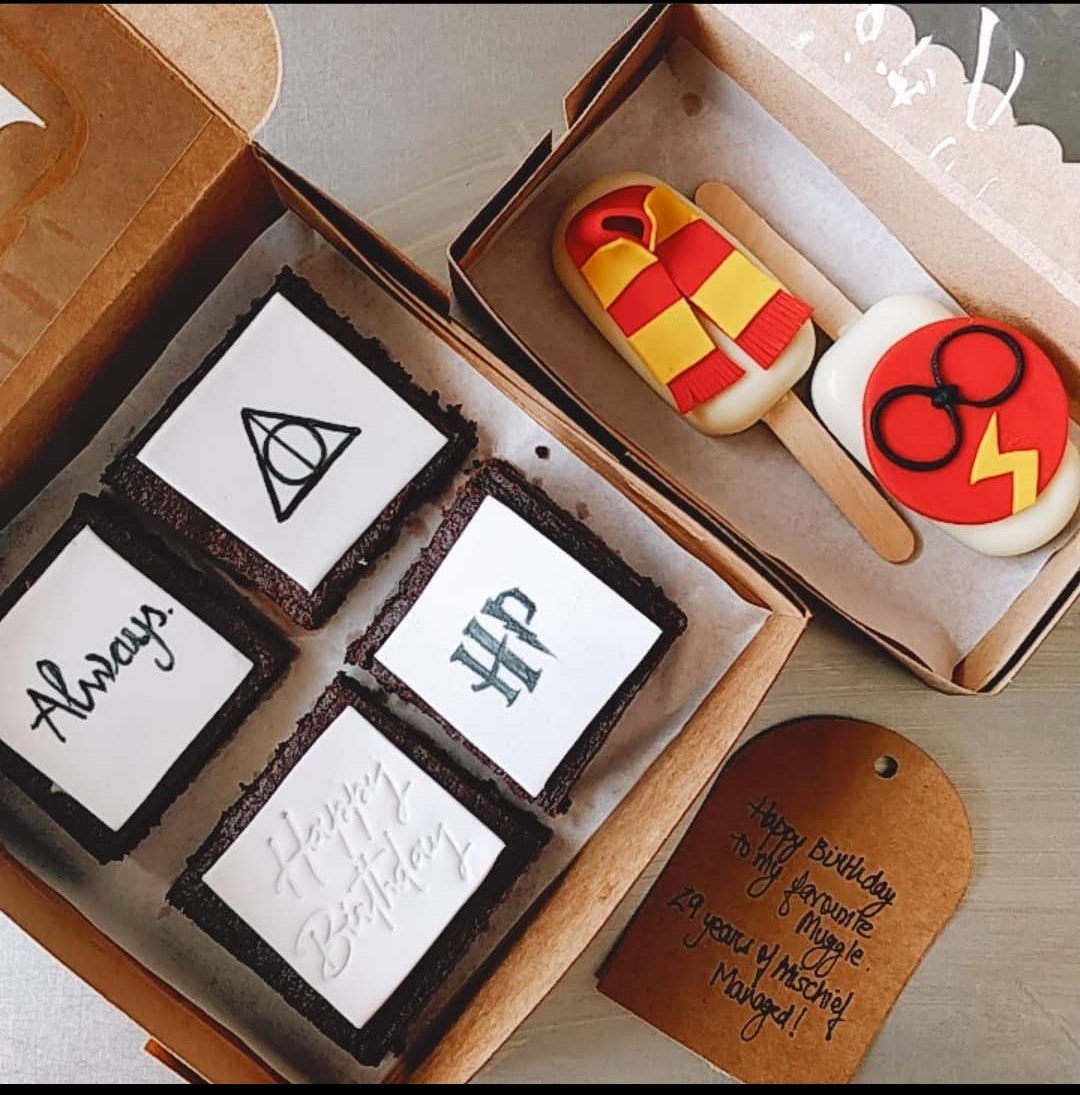 Always.
HP
Happy
Birthday
Happy Birthday
to my favourite
Muggle.
29 years of Mischief
Managed!